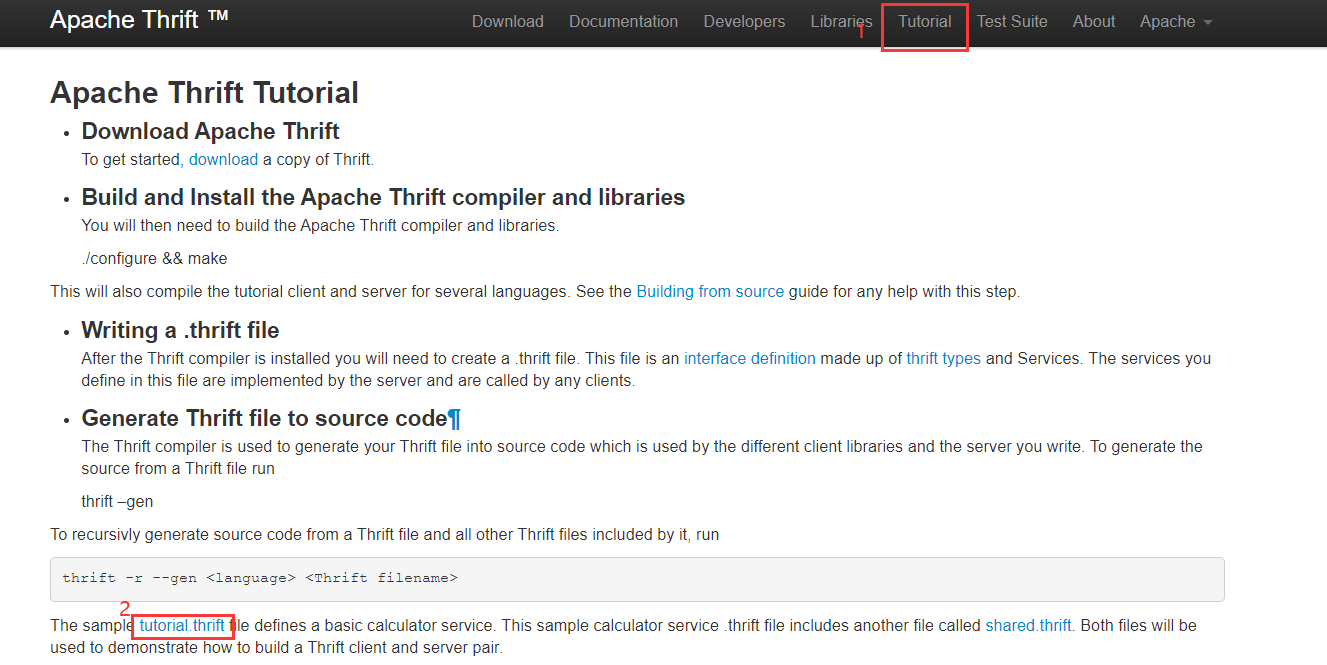 Apache Thrift ™ Download Documentation Developers Libraries Tutorial Test Suite About Apache
1
Apache Thrift Tutorial
• Download Apache Thrift
To get started, download a copy of Thrift.
• Build and Install the Apache Thrift compiler and libraries
You will then need to build the Apache Thrift compiler and libraries.
./configure && make
This will also compile the tutorial client and server for several languages. See the Building from source guide for any help with this step.
• Writing a .thrift file
After the Thrift compiler is installed you will need to create a .thrift file. This file is an interface definition made up of thrift types and Services. The services you
define in this file are implemented by the server and are called by any clients.
• Generate Thrift file to source code¶
The Thrift compiler is used to generate your Thrift file into source code which is used by the different client libraries and the server you write. To generate the
source from a Thrift file run
thrift –gen
To recursivly generate source code from a Thrift file and all other Thrift files included by it, run
thrift -r --gen <language> <Thrift filename>
2
The sample tutorial.thrift file defines a basic calculator service. This sample calculator service .thrift file includes another file called shared.thrift. Both files will be
used to demonstrate how to build a Thrift client and server pair.